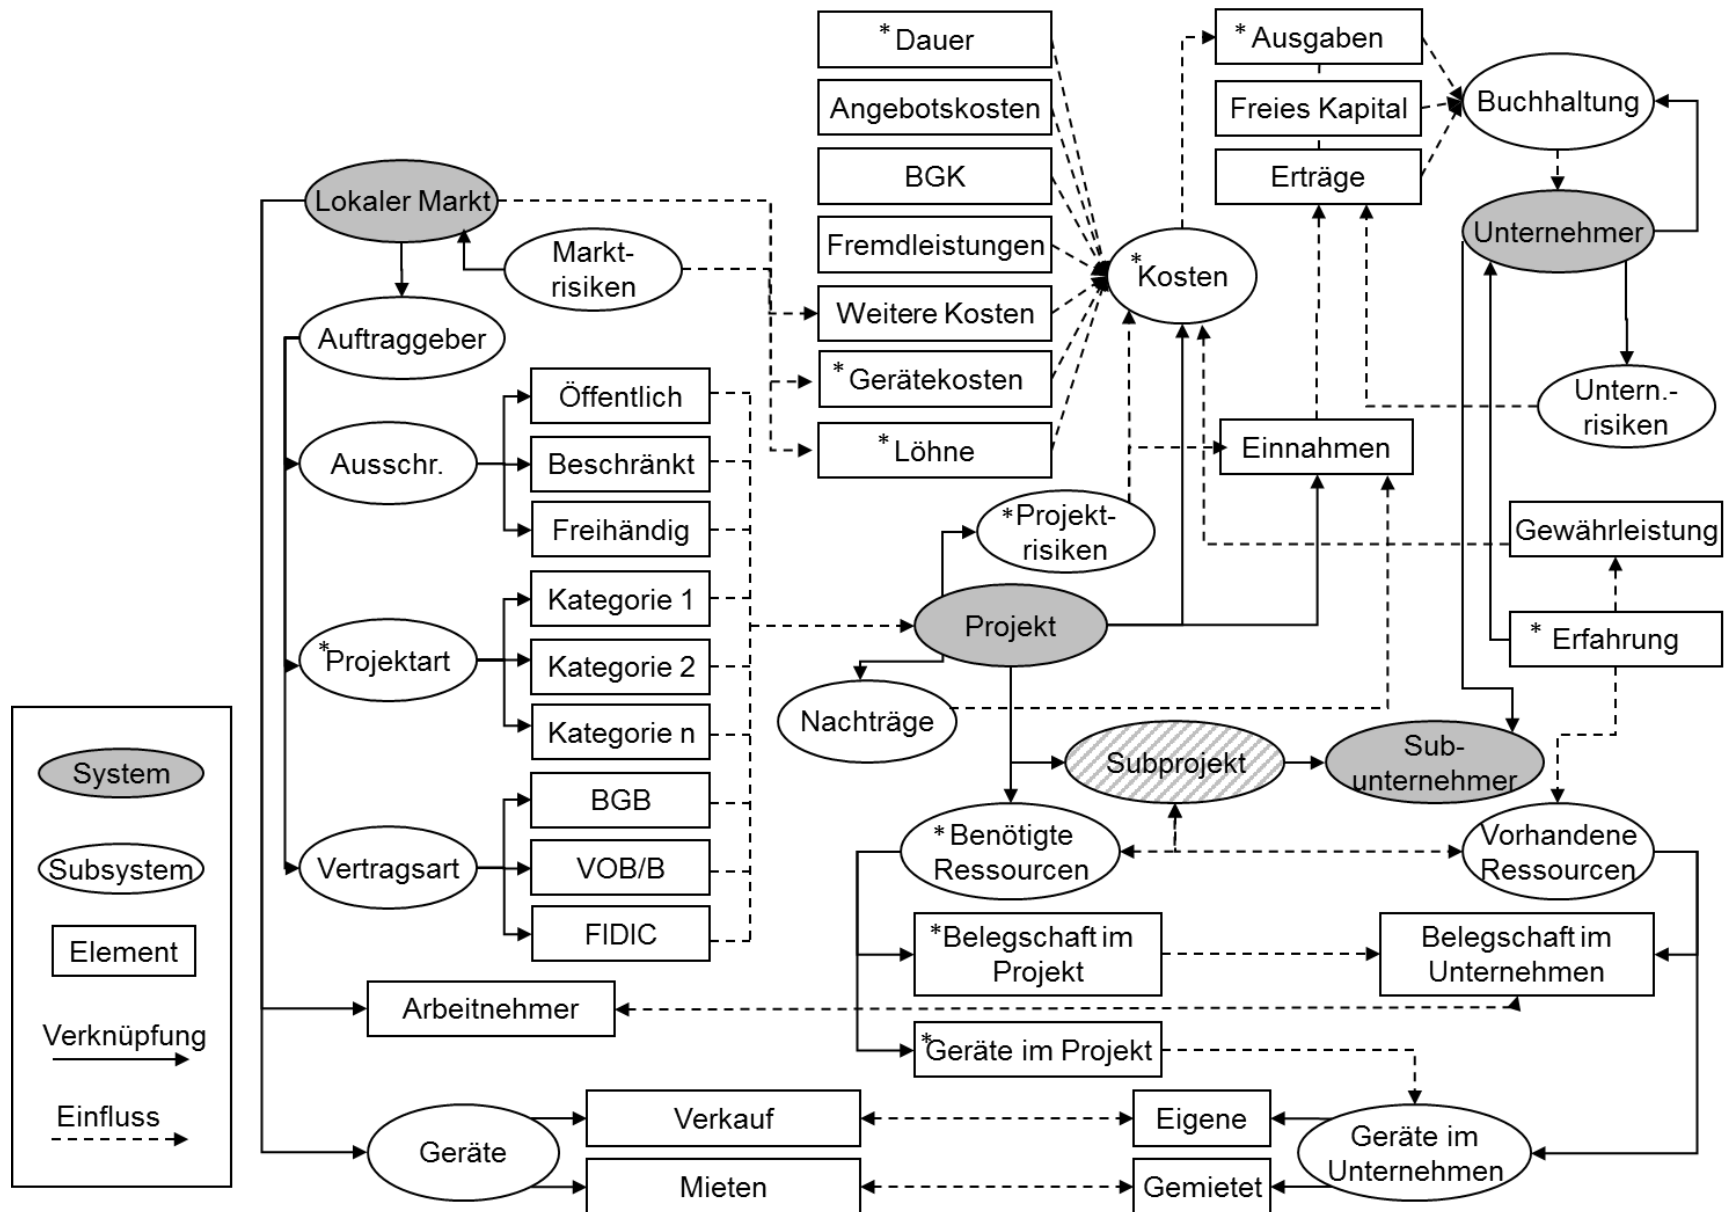 * Dauer
Angebotskosten
BGK
Fremdleistungen
Weitere Kosten
* Gerätekosten
* Löhne
* Ausgaben
Freies Kapital
Erträge
Buchhaltung
Unternehmer
Untern.-
risiken
*Kosten
Einnahmen
Lokaler Markt
Markt-
risiken
Auftraggeber
Ausschr.
Öffentlich
Beschränkt
Freihändig
*Projektart
Kategorie 1
Kategorie 2
Kategorie n
Vertragsart
BGB
VOB/B
FIDIC
*Projekt-
risiken
Projekt
Nachträge
Gewährleistung
* Erfahrung
Subprojekt
Sub-
unternehmer
*Benötigte
Ressourcen
Vorhandene
Ressourcen
*Belegschaft im
Projekt
Belegschaft im
Unternehmen
Arbeitnehmer
*Geräte im Projekt
Geräte
Verkauf
Mieten
Eigene
Gemietet
Geräte im
Unternehmen
System
Subsystem
Element
Verknüpfung
Einfluss